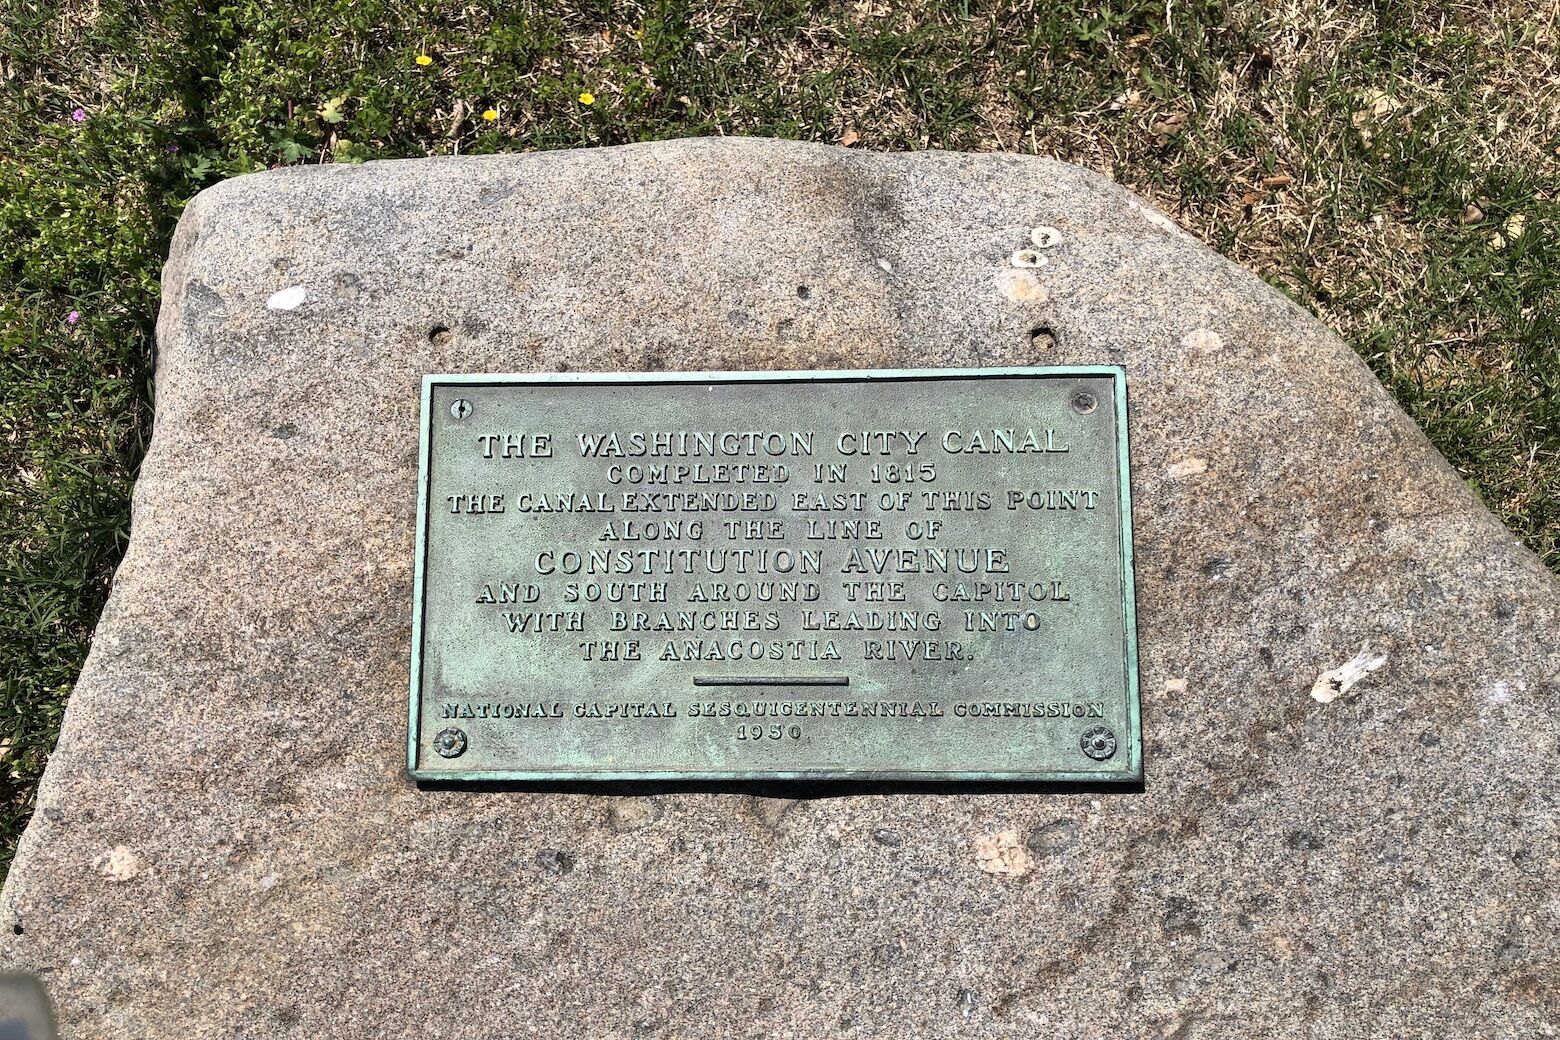 THE WASHINGTON CITY CANAL
COMPLETED IN 1815
THE CANAL EXTENDED EAST OF THIS POINT
ALONG THE LINE OF
CONSTITUTION AVENUE
AND SOUTH AROUND THE CAPITOL
WITH BRANCHES LEADING INTO
THE ANACOSTIA RIVER.
NATIONAL CAPITAL SESQUICENTENNIAL COMMISSION
1950